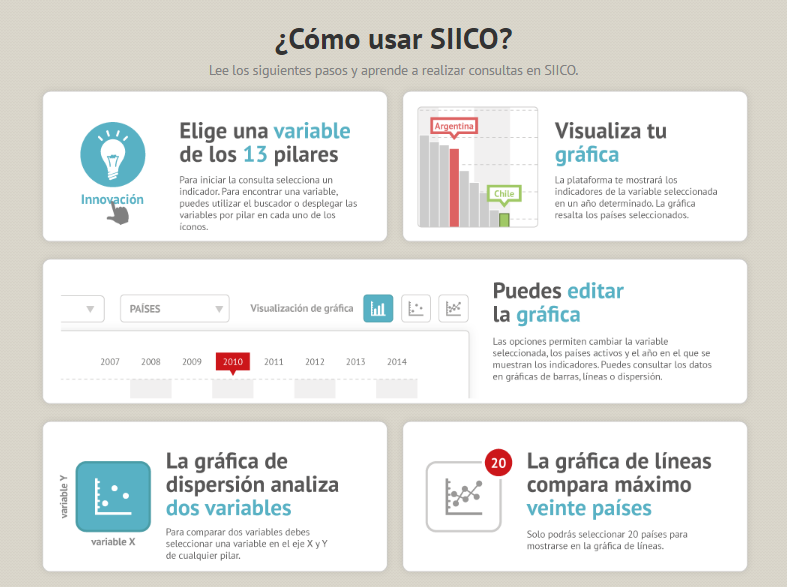 ¿Cómo usar SIICO?
Lee los siguientes pasos y aprende a realizar consultas en SIICO.
Innovación
Elige una variable
de los 13 pilares
Para iniciar la consulta selecciona un
indicador. Para encontrar una variable,
puedes utilizar el buscador o desplegar las
variables por pilar en cada uno de los
íconos.
Argentina
Chile
Visualiza tu
gráfica
La plataforma te mostrará los
indicadores de la variable seleccionada
en un año determinado. La gráfica
resalta los países seleccionados.
PAÍSES
Visualización de gráfica
2007 2008 2009 2010 2011 2012 2013 2014
Puedes editar
la gráfica
Las opciones permiten cambiar la variable
seleccionada, los países activos y el año en el que se
muestran los indicadores. Puedes consultar los datos
en gráficas de barras, líneas o dispersión.
variable Y
variable X
La gráfica de
dispersión analiza
dos variables
Para comparar dos variables debes
seleccionar una variable en el eje X y Y
de cualquier pilar.
20
La gráfica de líneas
compara máximo
veinte países
Solo podrás seleccionar 20 países para
mostrarse en la gráfica de líneas.